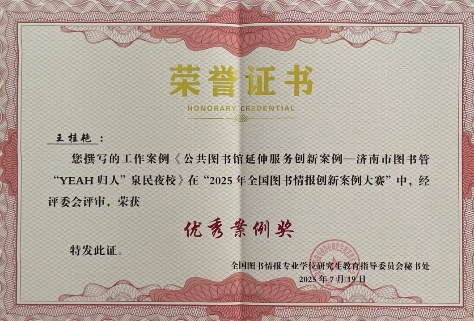 荣誉证书
HONORARY CREDENTIAL
王桂艳：
您撰写的工作案例《公共图书馆延伸服务创新案例—济南市图书管
“YEAH归人”泉民夜校》在“2025年全国图书情报创新案例大赛”中，经
评委会评审，荣获
优秀案例奖
特发此证。
全国图书情报专业学位研究生教育指导委员会秘书处
2025年7月19日